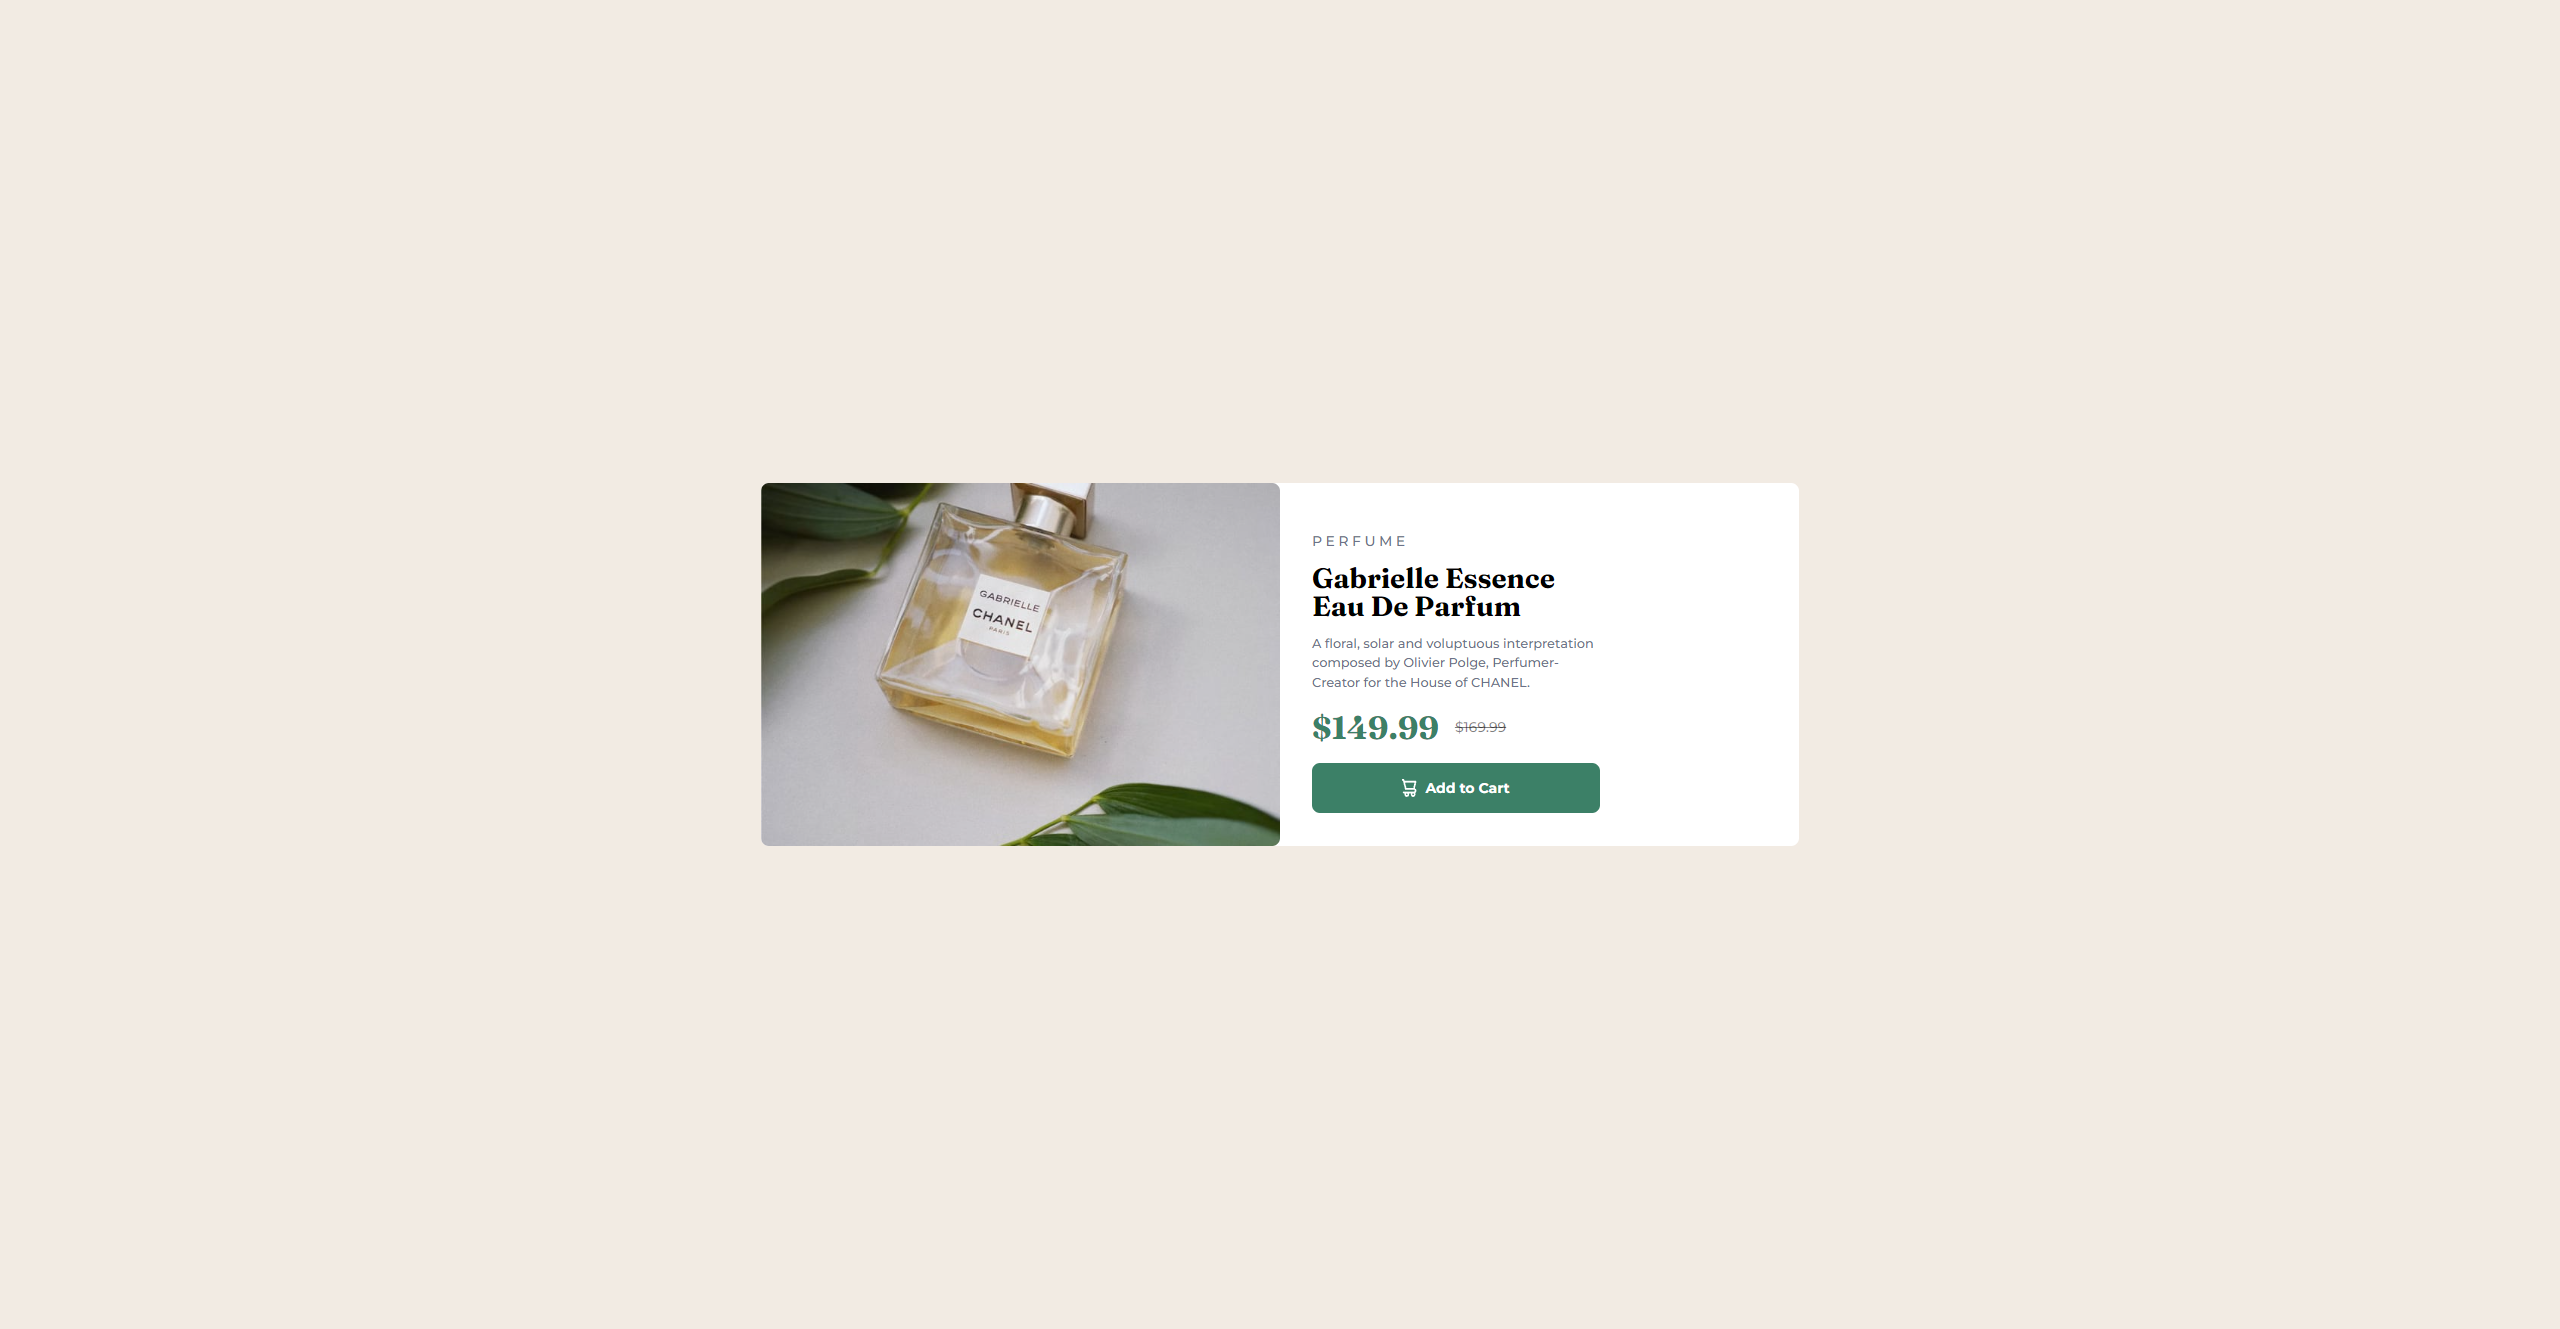 GABRIELLE
CHANEL
PARIS
PERFUME
Gabrielle Essence
Eau De Parfum
A floral, solar and voluptuous interpretation
composed by Olivier Polge, Perfumer-
Creator for the House of CHANEL.
$149.99 $169.99
Add to Cart